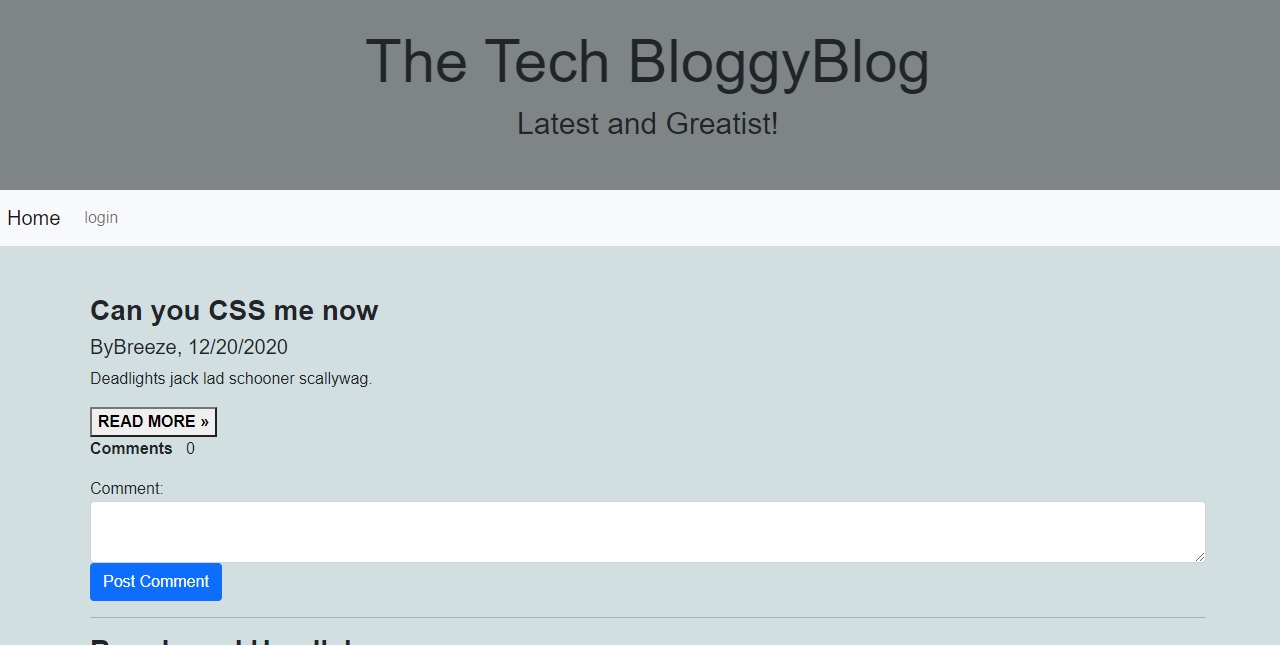 The Tech BloggyBlog
Latest and Greatist!
Home login
Can you CSS me now
ByBreeze, 12/20/2020
Deadlights jack lad schooner scallywag.
READ MORE »
Comments 0
Comment:
Post Comment